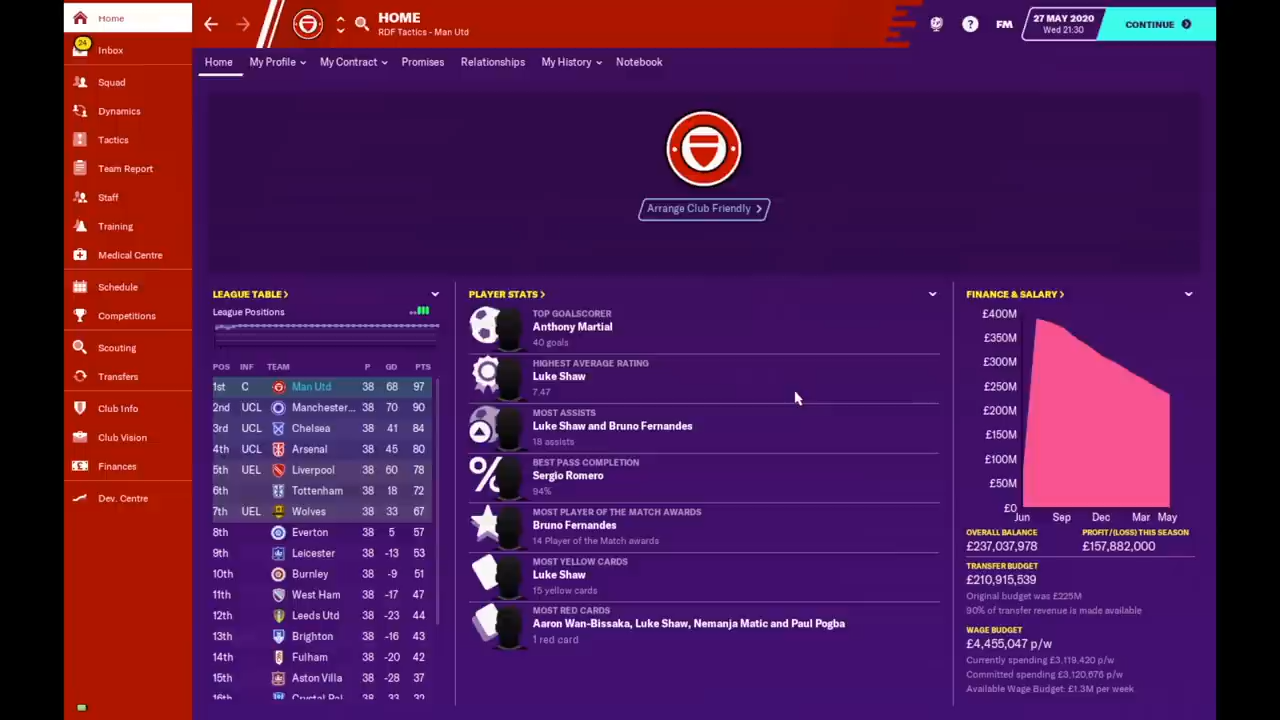 Home
24
Inbox
Squad
Dynamics
Tactics
Team Report
Staff
Training
Medical Centre
Schedule
Competitions
Scouting
Transfers
Club Info
Club Vision
Finances
Dev. Centre
HOME
RDF Tactics - Man Utd
?
FM
27 MAY 2020
Wed 21:30
CONTINUE
Home
My Profile
My Contract
Promises
Relationships
My History
Notebook
Arrange Club Friendly
LEAGUE TABLE
League Positions
POS INF TEAM P GD PTS
1st C Man Utd 38 68 97
2nd UCL Manchester... 38 70 90
3rd UCL Chelsea 38 41 84
4th UCL Arsenal 38 45 80
5th UEL Liverpool 38 60 78
6th Tottenham 38 18 72
7th UEL Wolves 38 33 67
8th Everton 38 5 57
9th Leicester 38 -13 53
10th Burnley 38 -9 51
11th West Ham 38 -17 47
12th Leeds Utd 38 -23 44
13th Brighton 38 -16 43
14th Fulham 38 -20 42
15th Aston Villa 38 -28 37
16th Crystal Pal 38 -33 32
PLAYER STATS
TOP GOALSCORER
Anthony Martial
40 goals
HIGHEST AVERAGE RATING
Luke Shaw
7.47
MOST ASSISTS
Luke Shaw and Bruno Fernandes
18 assists
BEST PASS COMPLETION
Sergio Romero
94%
MOST PLAYER OF THE MATCH AWARDS
Bruno Fernandes
14 Player of the Match awards
MOST YELLOW CARDS
Luke Shaw
15 yellow cards
MOST RED CARDS
Aaron Wan-Bissaka, Luke Shaw, Nemanja Matic and Paul Pogba
1 red card
FINANCE & SALARY
£400M
£350M
£300M
£250M
£200M
£150M
£100M
£50M
£0
Jun Sep Dec Mar May
OVERALL BALANCE
£237,037,978
PROFIT/(LOSS) THIS SEASON
£157,882,000
TRANSFER BUDGET
£210,915,539
Original budget was £225M
90% of transfer revenue is made available
WAGE BUDGET
£4,455,047 p/w
Currently spending £3,119,420 p/w
Committed spending £3,120,676 p/w
Available Wage Budget: £1.3M per week